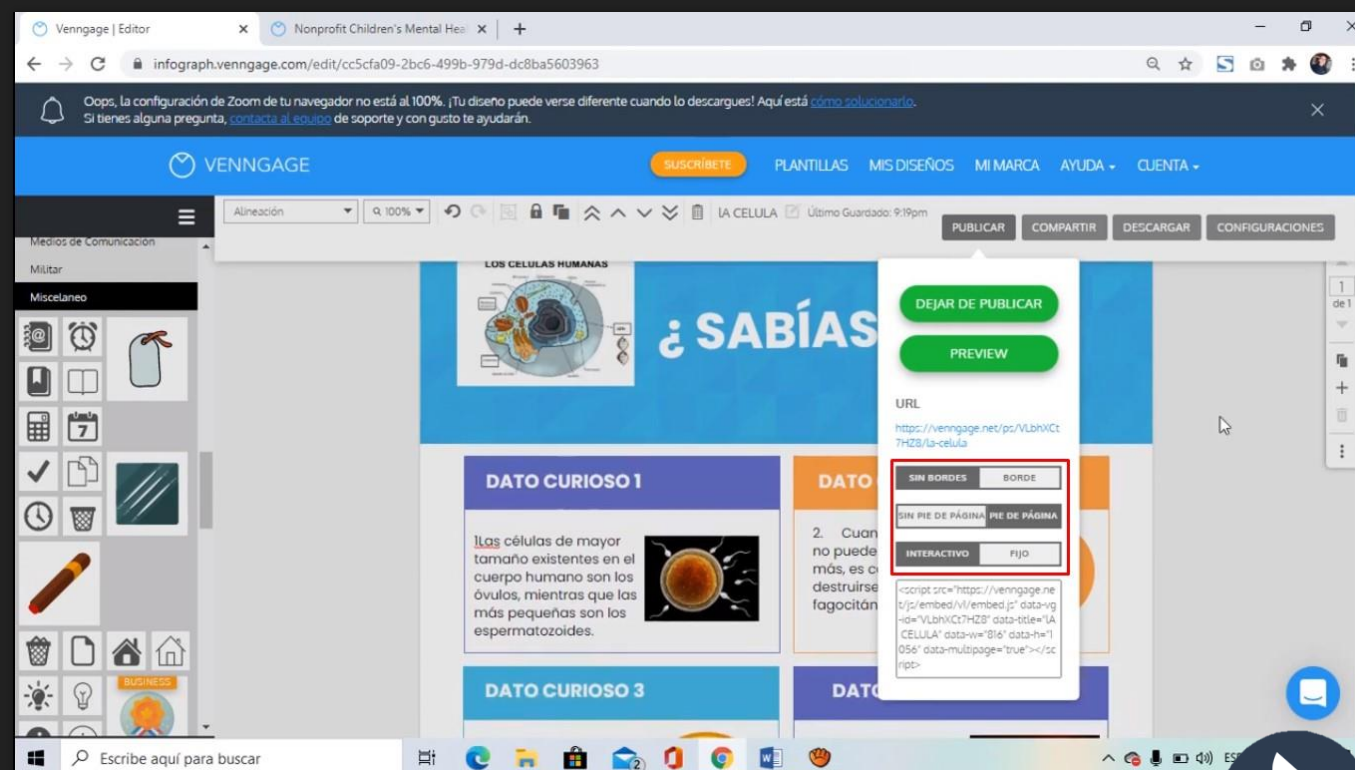 Venngage | Editor
Nonprofit Children's Mental Hea
infograph.venngage.com/edit/cc5cfa09-2bc6-499b-979d-dc8ba5603963
Oops, la configuración de Zoom de tu navegador no está al 100%. ¡Tu diseño puede verse diferente cuando lo descargues! Aquí está cómo solucionarlo.
Si tienes alguna pregunta, contacta al equipo de soporte y con gusto te ayudarán.
VENNGAGE
SUSCRÍBETE
PLANTILLAS
MIS DISEÑOS
MI MARCA
AYUDA
CUENTA
Alineación
100%
LA CELULA
Último Guardado: 9:19pm
PUBLICAR
COMPARTIR
DESCARGAR
CONFIGURACIONES
Medios de Comunicación
Militar
Miscelaneo
7
BUSINESS
LOS CÉLULAS HUMANAS
¿ SABÍAS
DEJAR DE PUBLICAR
PREVIEW
URL
https://venngage.net/ps/VLbhXCt
7HZ8/la-celula
SIN BORDES
BORDE
SIN PIE DE PÁGINA
PIE DE PÁGINA
INTERACTIVO
FIJO
<script src="https://venngage.ne
t/js/embed/v1/embed.js" data-vg
-id="VLbhXCt7HZ8" data-title="lA
CELULA" data-w="816" data-h="1
056" data-multipage="true"></sc
ript>
1
de 1
DATO CURIOSO 1
1Las células de mayor
tamaño existentes en el
cuerpo humano son los
óvulos, mientras que las
más pequeñas son los
espermatozoides.
DATO
2. Cuan
no puede
más, es c
destruirse
fagocitán
DATO CURIOSO 3
DATO
Escribe aquí para buscar
2
ESP